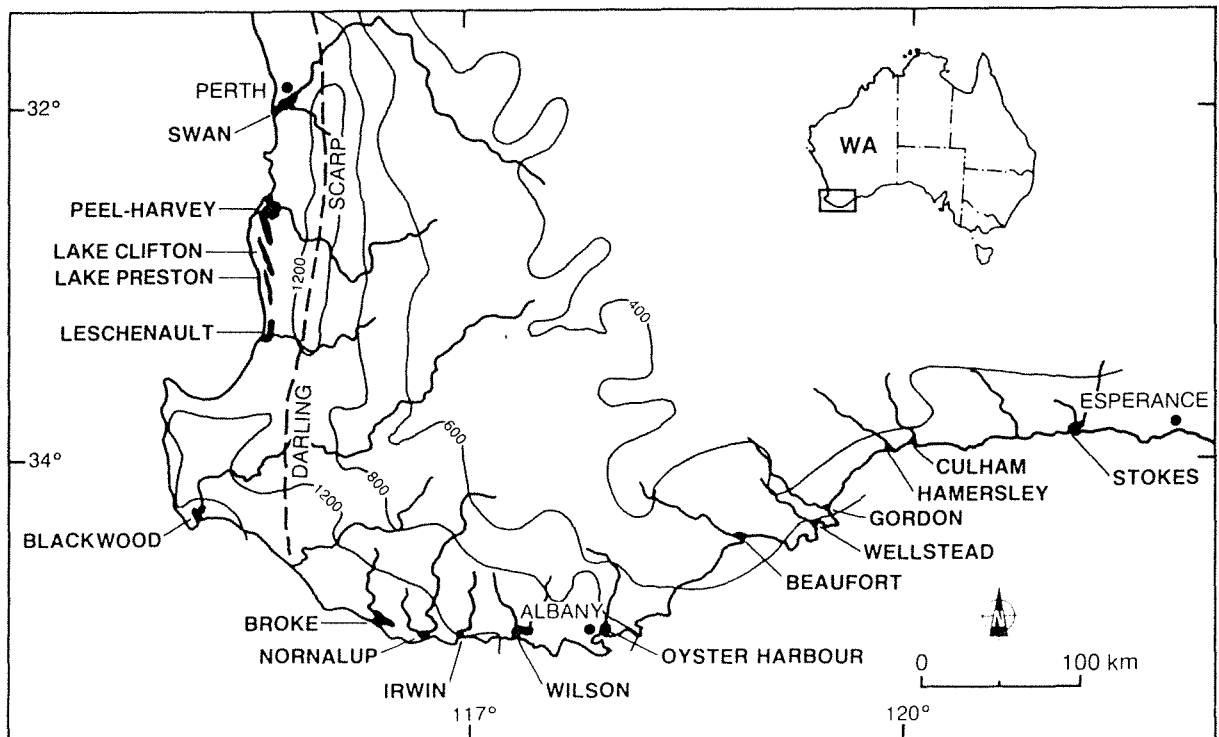 32°
PERTH
SWAN
SCARP
WA
PEEL-HARVEY
LAKE CLIFTON
LAKE PRESTON
1200
LESCHENAULT
400
DARLING
ESPERANCE
600
34°
800
1200
CULHAM
HAMERSLEY
STOKES
GORDON
BLACKWOOD
WELLSTEAD
BEAUFORT
ALBANY
N
BROKE
NORNALUP
OYSTER HARBOUR
0 100 km
IRWIN
WILSON
117°
120°